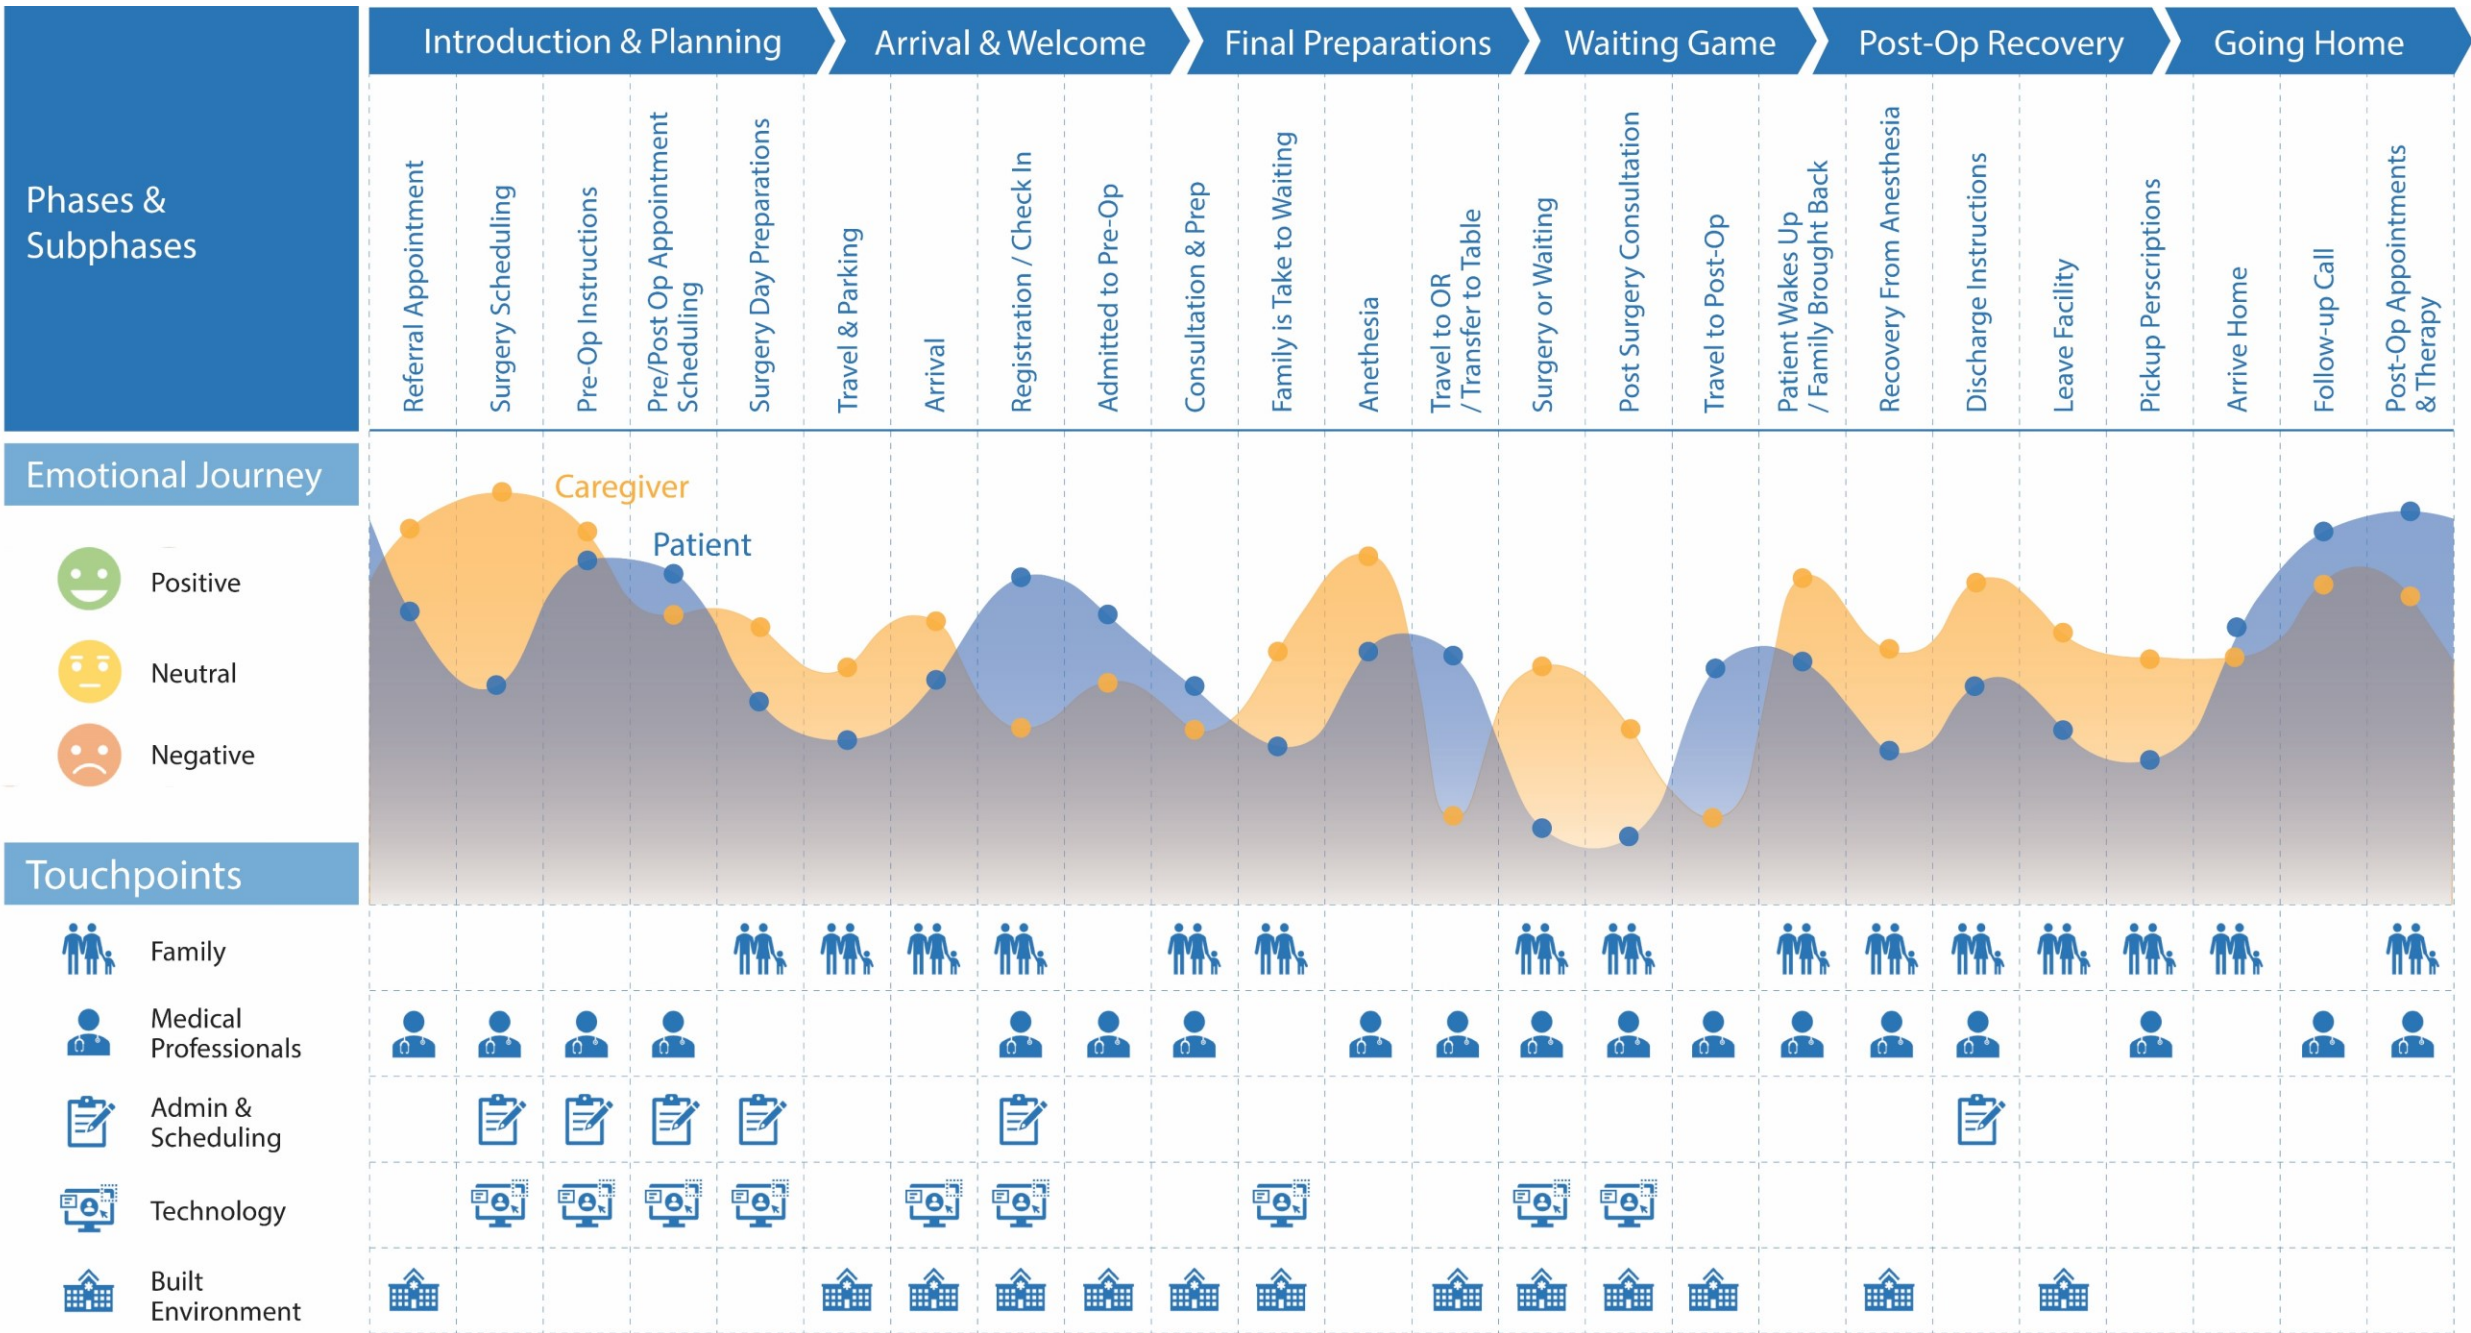 Introduction & Planning
Arrival & Welcome
Final Preparations
Waiting Game
Post-Op Recovery
Going Home
Phases &
Subphases
Referral Appointment
Surgery Scheduling
Pre-Op Instructions
Pre/Post Op Appointment
Scheduling
Surgery Day Preparations
Travel & Parking
Arrival
Registration / Check In
Admitted to Pre-Op
Consultation & Prep
Family is Take to Waiting
Anethesia
Travel to OR
/ Transfer to Table
Surgery or Waiting
Post Surgery Consultation
Travel to Post-Op
Patient Wakes Up
/ Family Brought Back
Recovery From Anesthesia
Discharge Instructions
Leave Facility
Pickup Perscriptions
Arrive Home
Follow-up Call
Post-Op Appointments
& Therapy
Emotional Journey
Caregiver
Patient
Positive
Neutral
Negative
Touchpoints
Family
Medical
Professionals
Admin &
Scheduling
Technology
Built
Environment